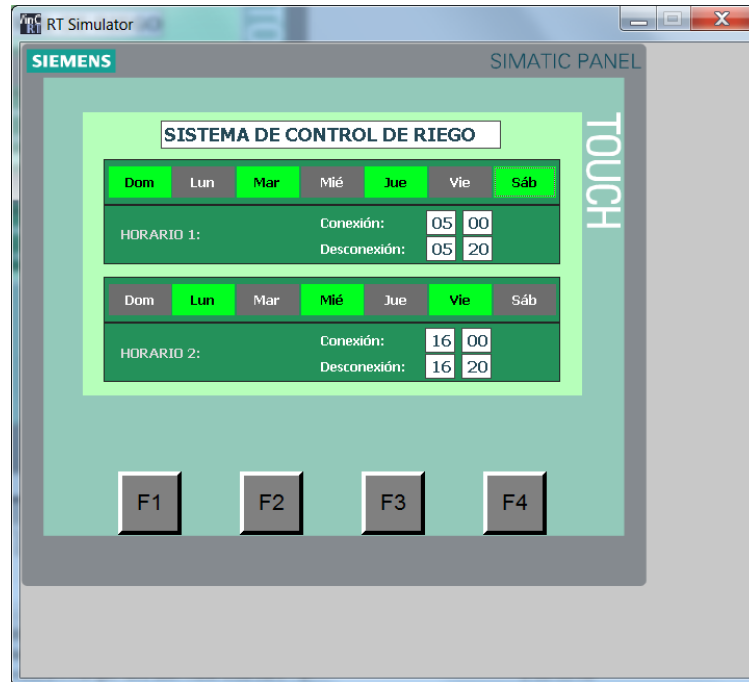 RT Simulator
SIEMENS SIMATIC PANEL
TOUCH
SISTEMA DE CONTROL DE RIEGO
Dom Lun Mar Mié Jue Vie Sáb
HORARIO 1:
Conexión: 05 00
Desconexión: 05 20
Dom Lun Mar Mié Jue Vie Sáb
HORARIO 2:
Conexión: 16 00
Desconexión: 16 20
F1 F2 F3 F4